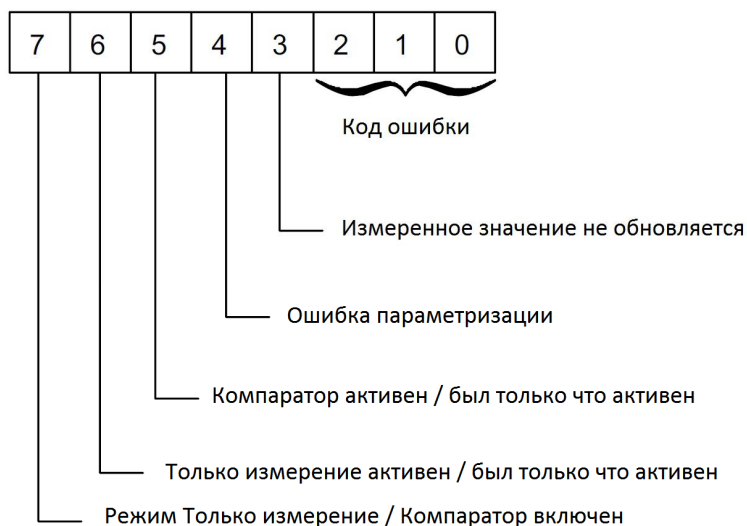 7 6 5 4 3 2 1 0
Код ошибки
Измеренное значение не обновляется
Ошибка параметризации
Компаратор активен / был только что активен
Только измерение активен / был только что активен
Режим Только измерение / Компаратор включен